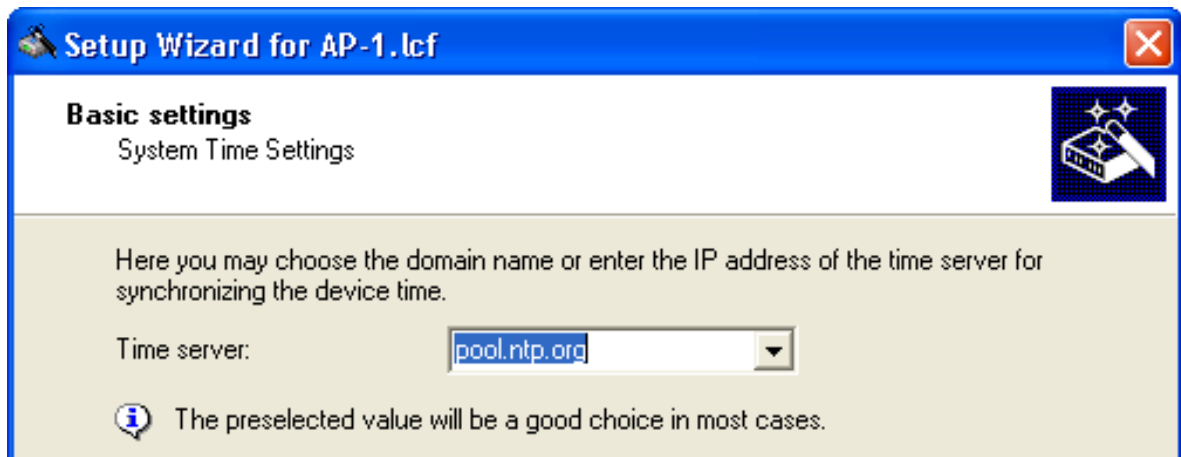 Setup Wizard for AP-1.lcf
Basic settings
System Time Settings
Here you may choose the domain name or enter the IP address of the time server for
synchronizing the device time.
Time server:
pool.ntp.org
The preselected value will be a good choice in most cases.